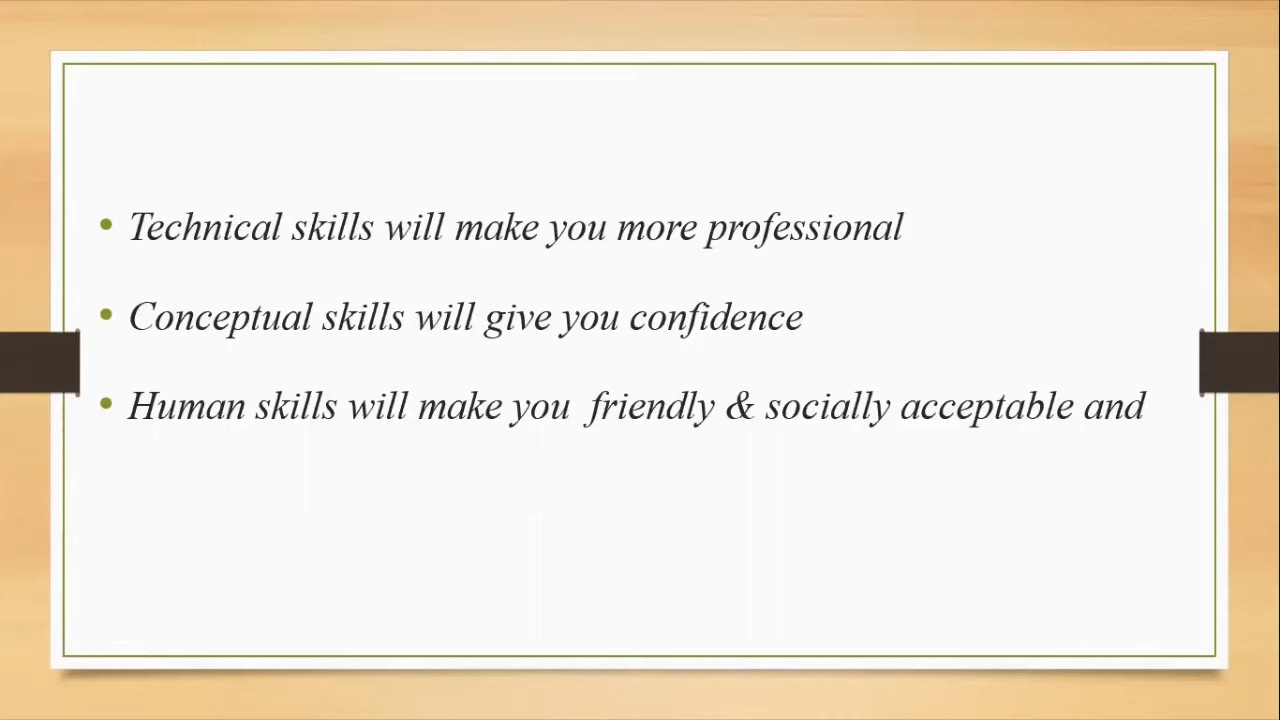 • Technical skills will make you more professional
• Conceptual skills will give you confidence
• Human skills will make you  friendly & socially acceptable and